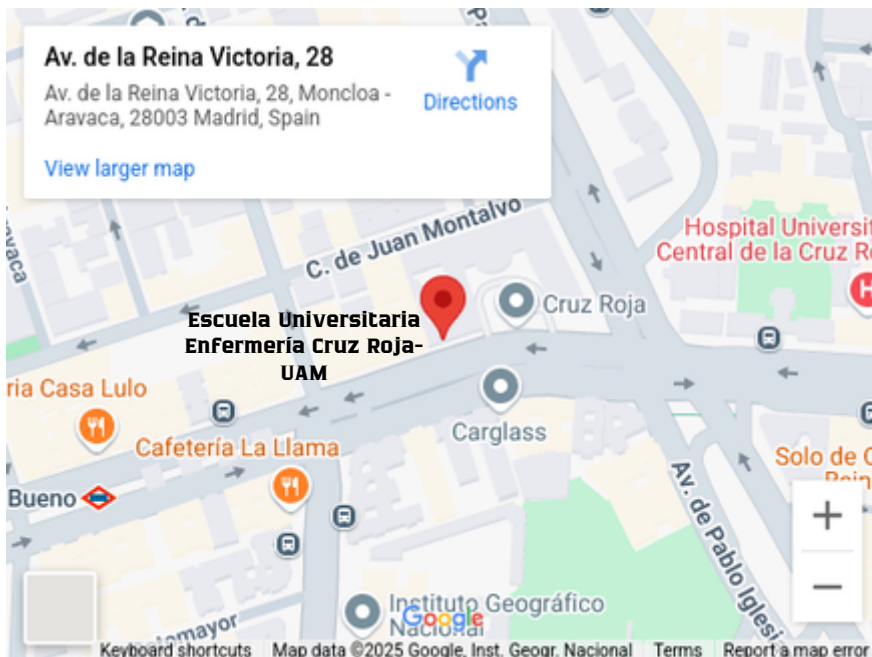 Av. de la Reina Victoria, 28
Av. de la Reina Victoria, 28, Moncloa -
Aravaca, 28003 Madrid, Spain
Directions
View larger map
C. de Juan Montalvo
Hospital Universit
Central de la Cruz R
H
Cruz Roja
Escuela Universitaria
Enfermería Cruz Roja-
UAM
ria Casa Lulo
Carglass
Cafetería La Llama
Solo de C
Bueno
Av. de Pablo Iglesi
+
−
Instituto Geográfico
Nacional
Google
Keyboard shortcuts
Map data ©2025 Google, Inst. Geogr. Nacional
Terms
Report a map error